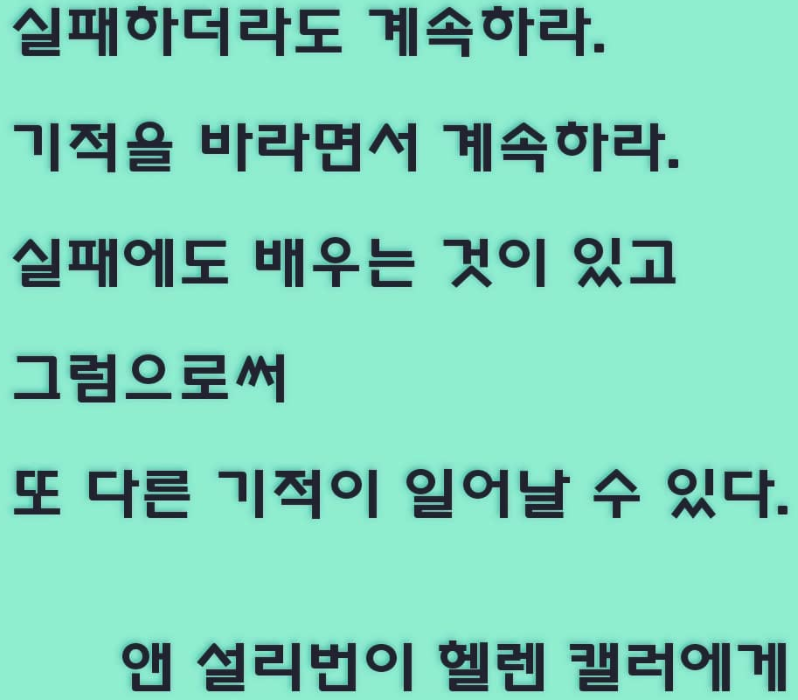 실패하더라도 계속하라.
기적을 바라면서 계속하라.
실패에도 배우는 것이 있고
그럼으로써
또 다른 기적이 일어날 수 있다.
앤 설리번이 헬렌 캘러에게